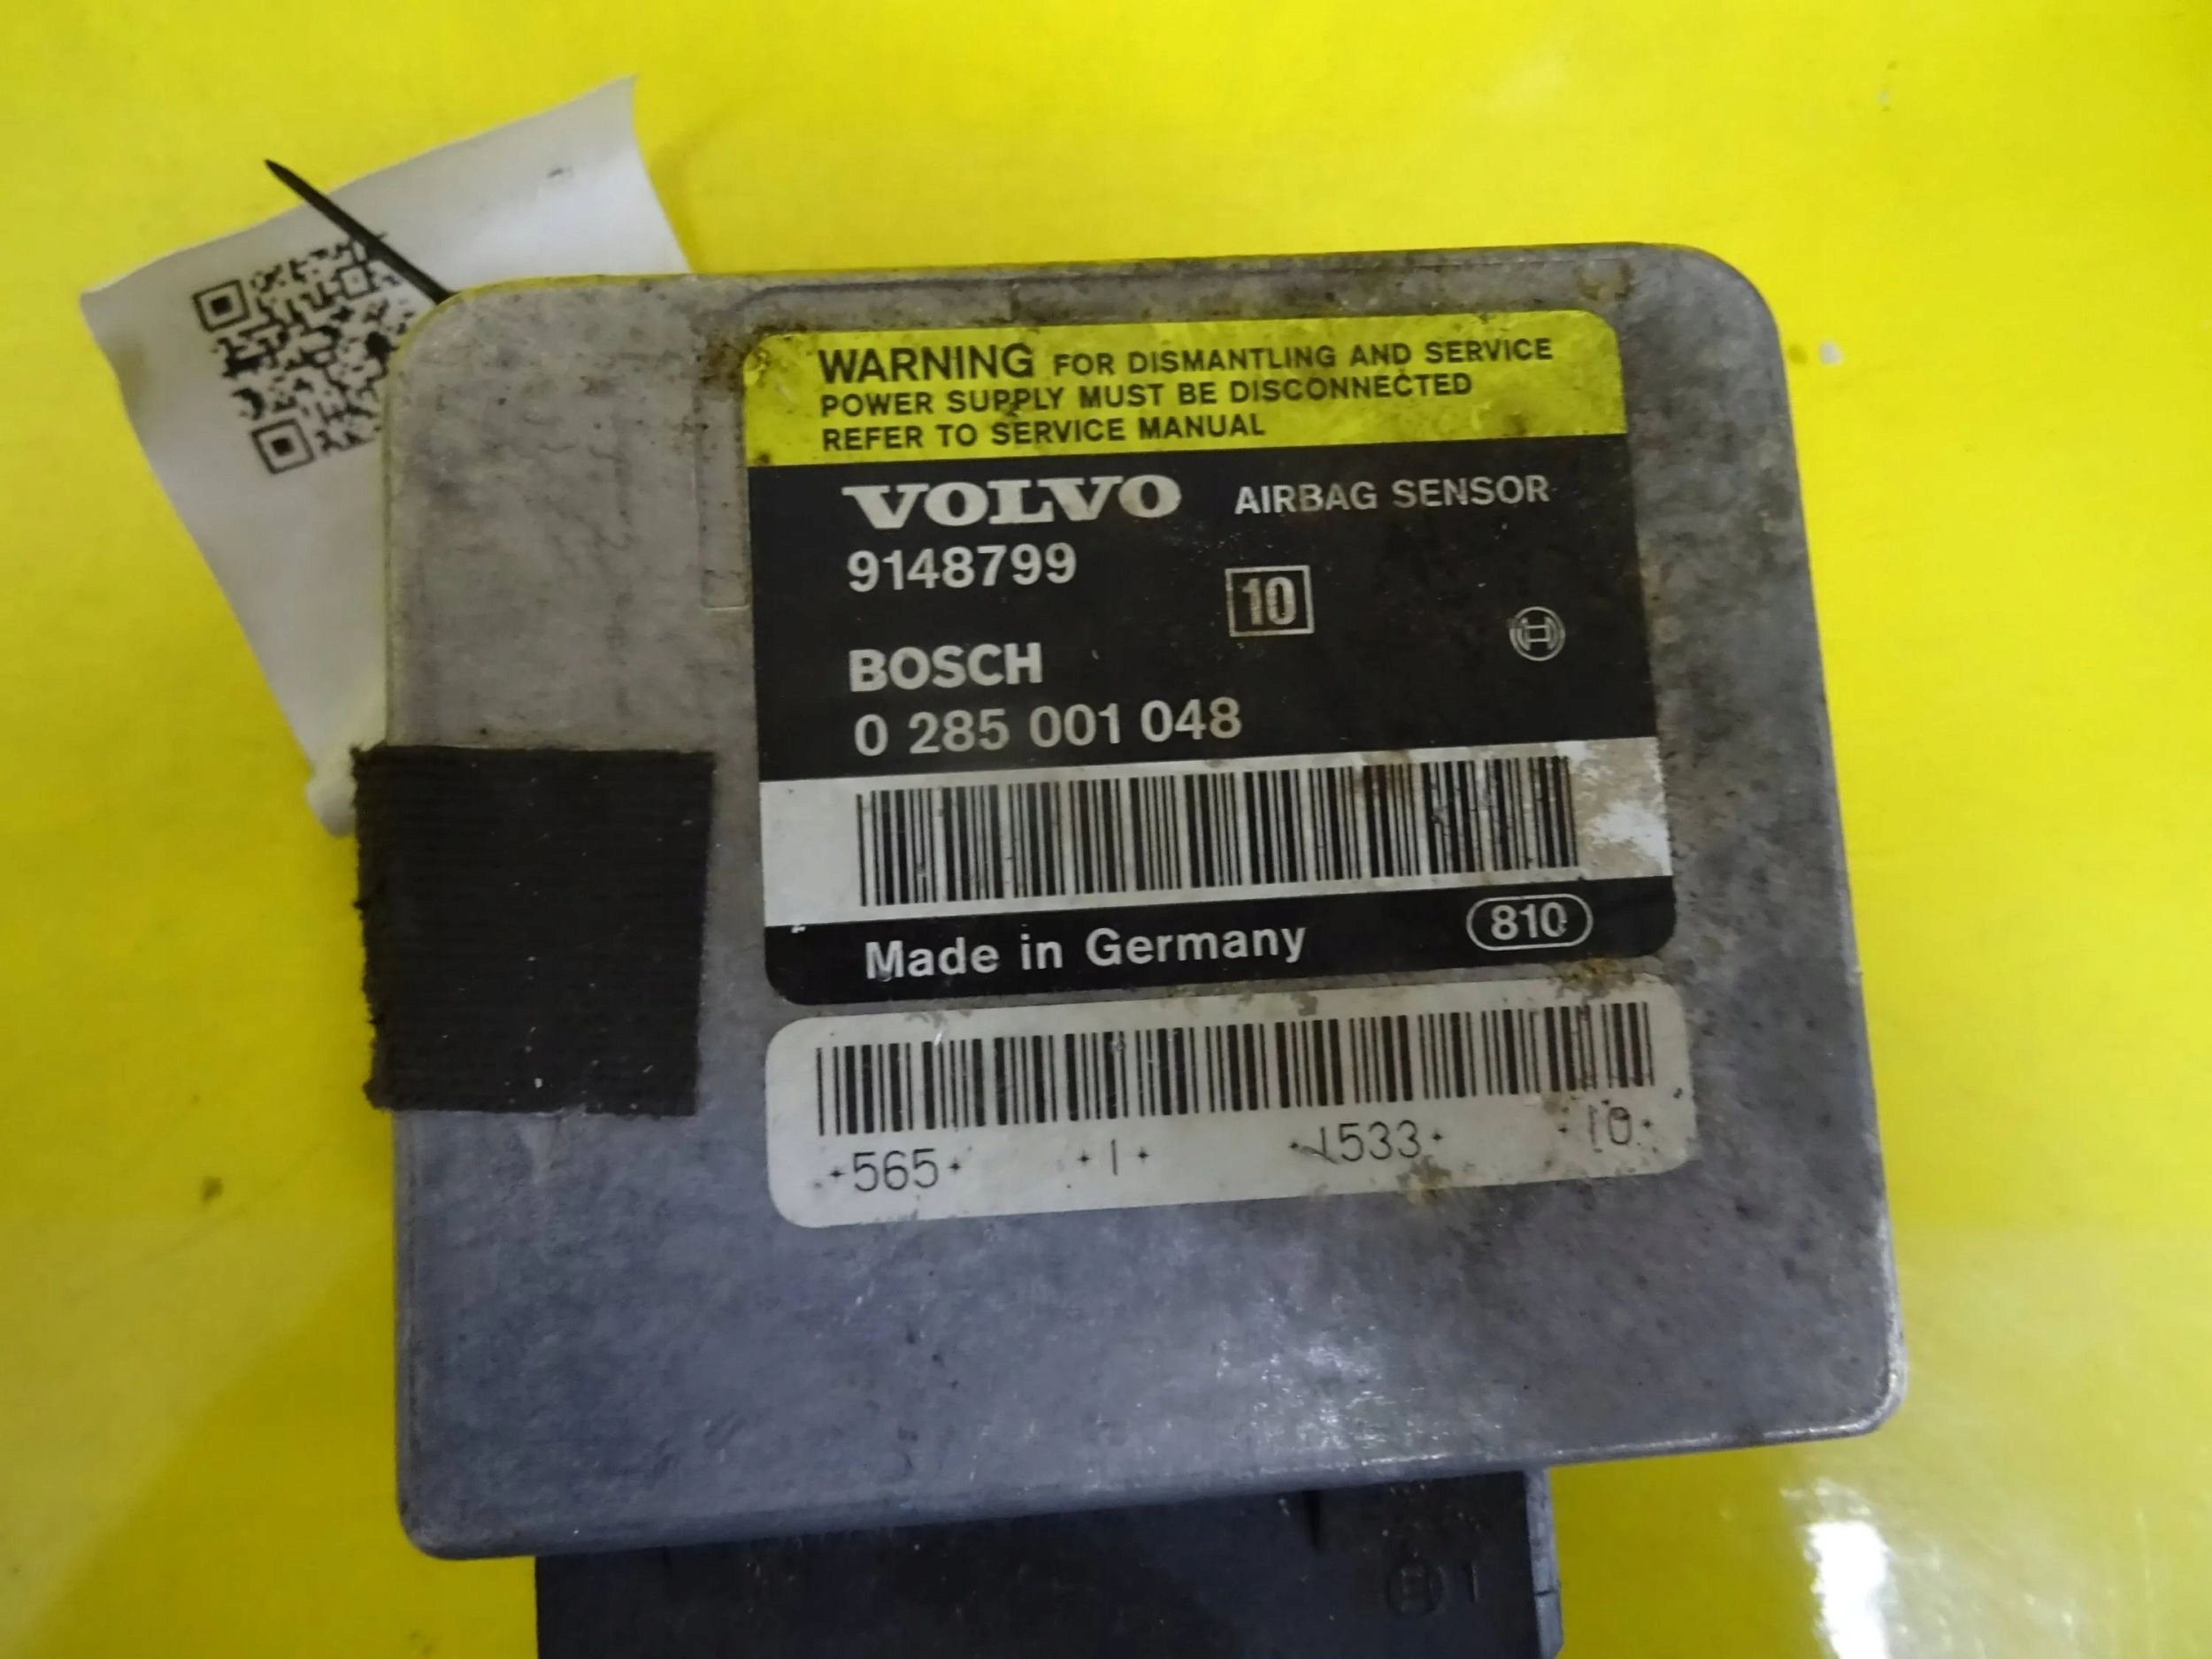 WARNING FOR DISMANTLING AND SERVICE
POWER SUPPLY MUST BE DISCONNECTED
REFER TO SERVICE MANUAL
VOLVO AIRBAG SENSOR
9148799
10
BOSCH
0 285 001 048
Made in Germany 810
+565+ +1+ +1533+ +10+
1